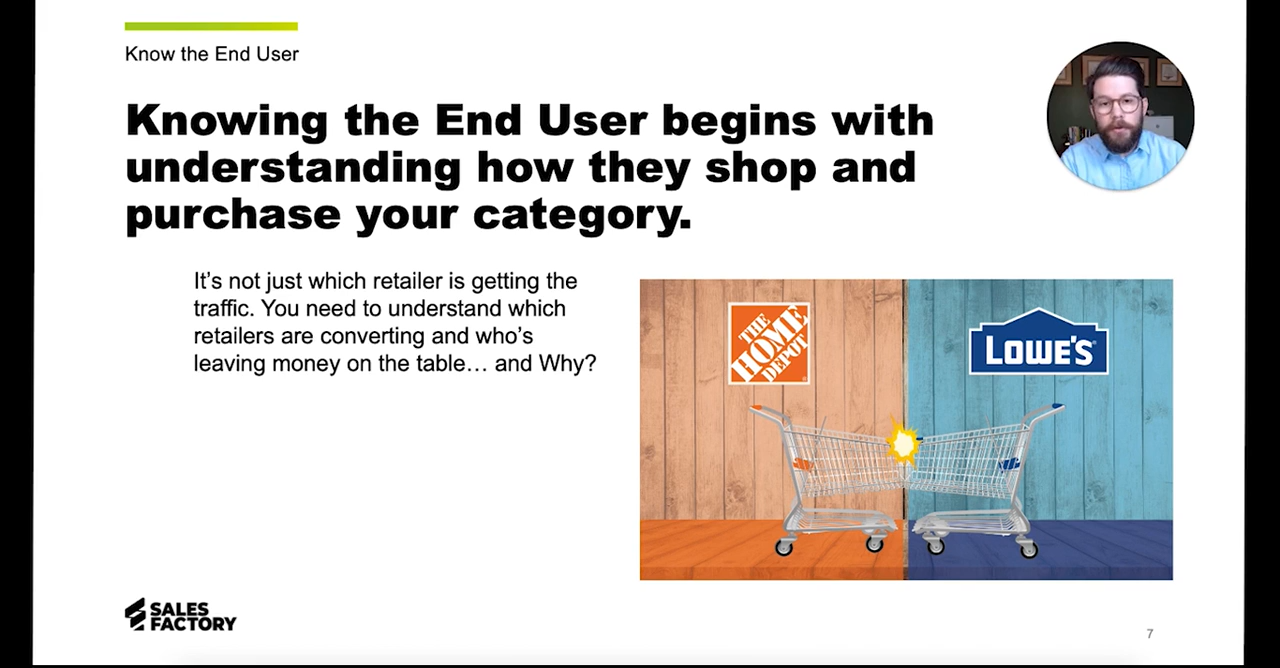 Know the End User
Knowing the End User begins with
understanding how they shop and
purchase your category.
It's not just which retailer is getting the
traffic. You need to understand which
retailers are converting and who's
leaving money on the table... and Why?
THE
HOME
DEPOT
LOWE'S
SALES
FACTORY
7